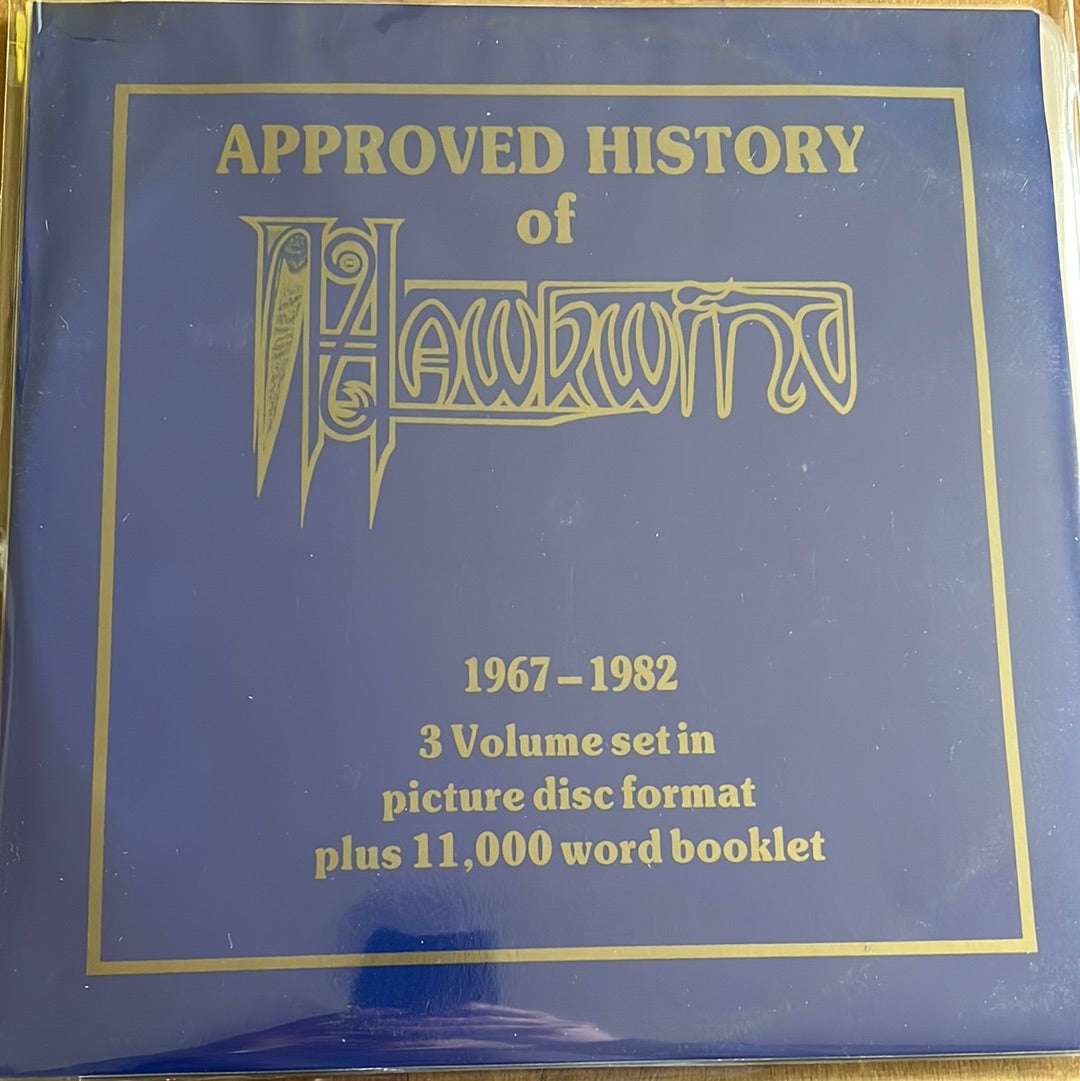 APPROVED HISTORY
of
HAWKWIND
1967–1982
3 Volume set in
picture disc format
plus 11,000 word booklet